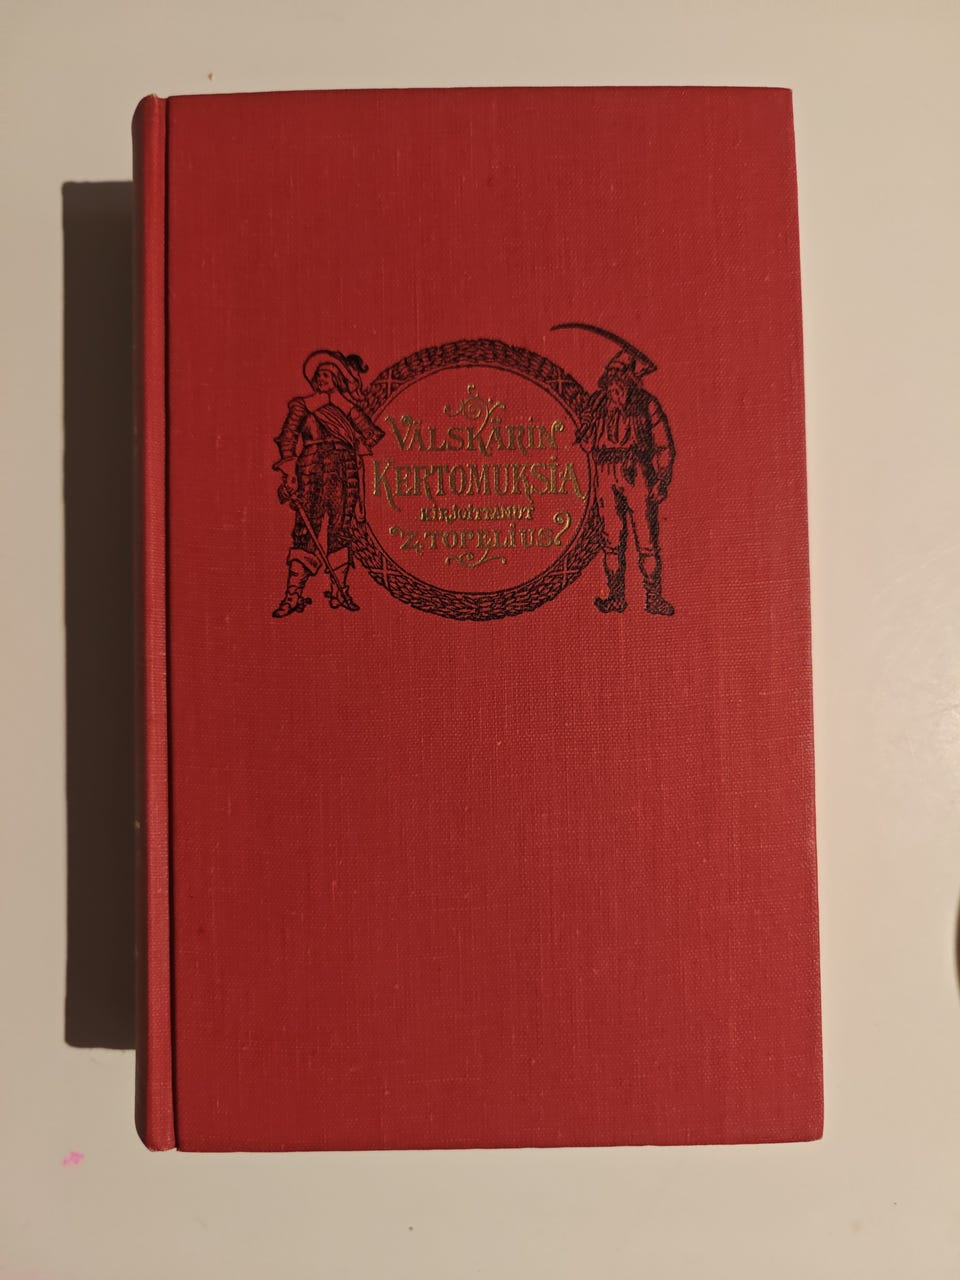 VÄLSKÄRIN
KERTOMUKSIA
KIRJOITTANUT
Z. TOPELIUS